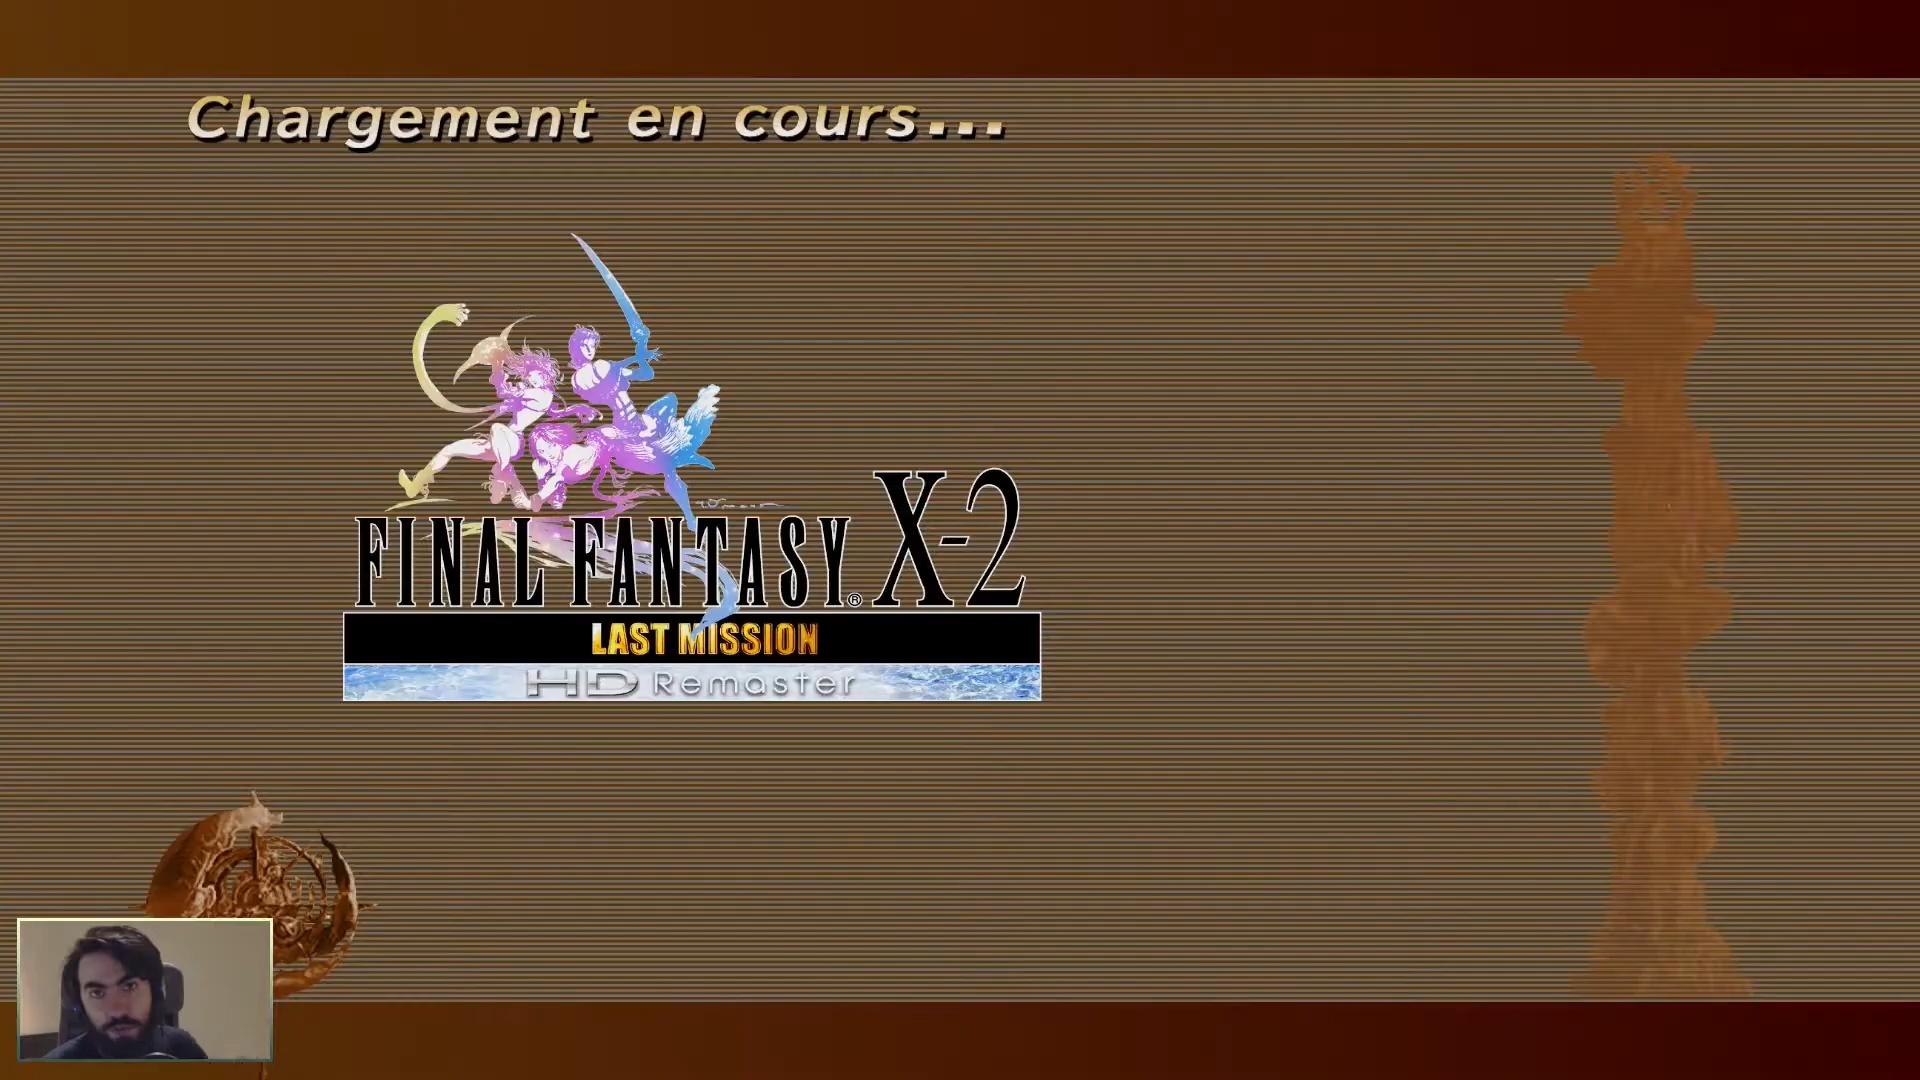 Chargement en cours...
FINAL FANTASY® X-2
LAST MISSION
HD Remaster